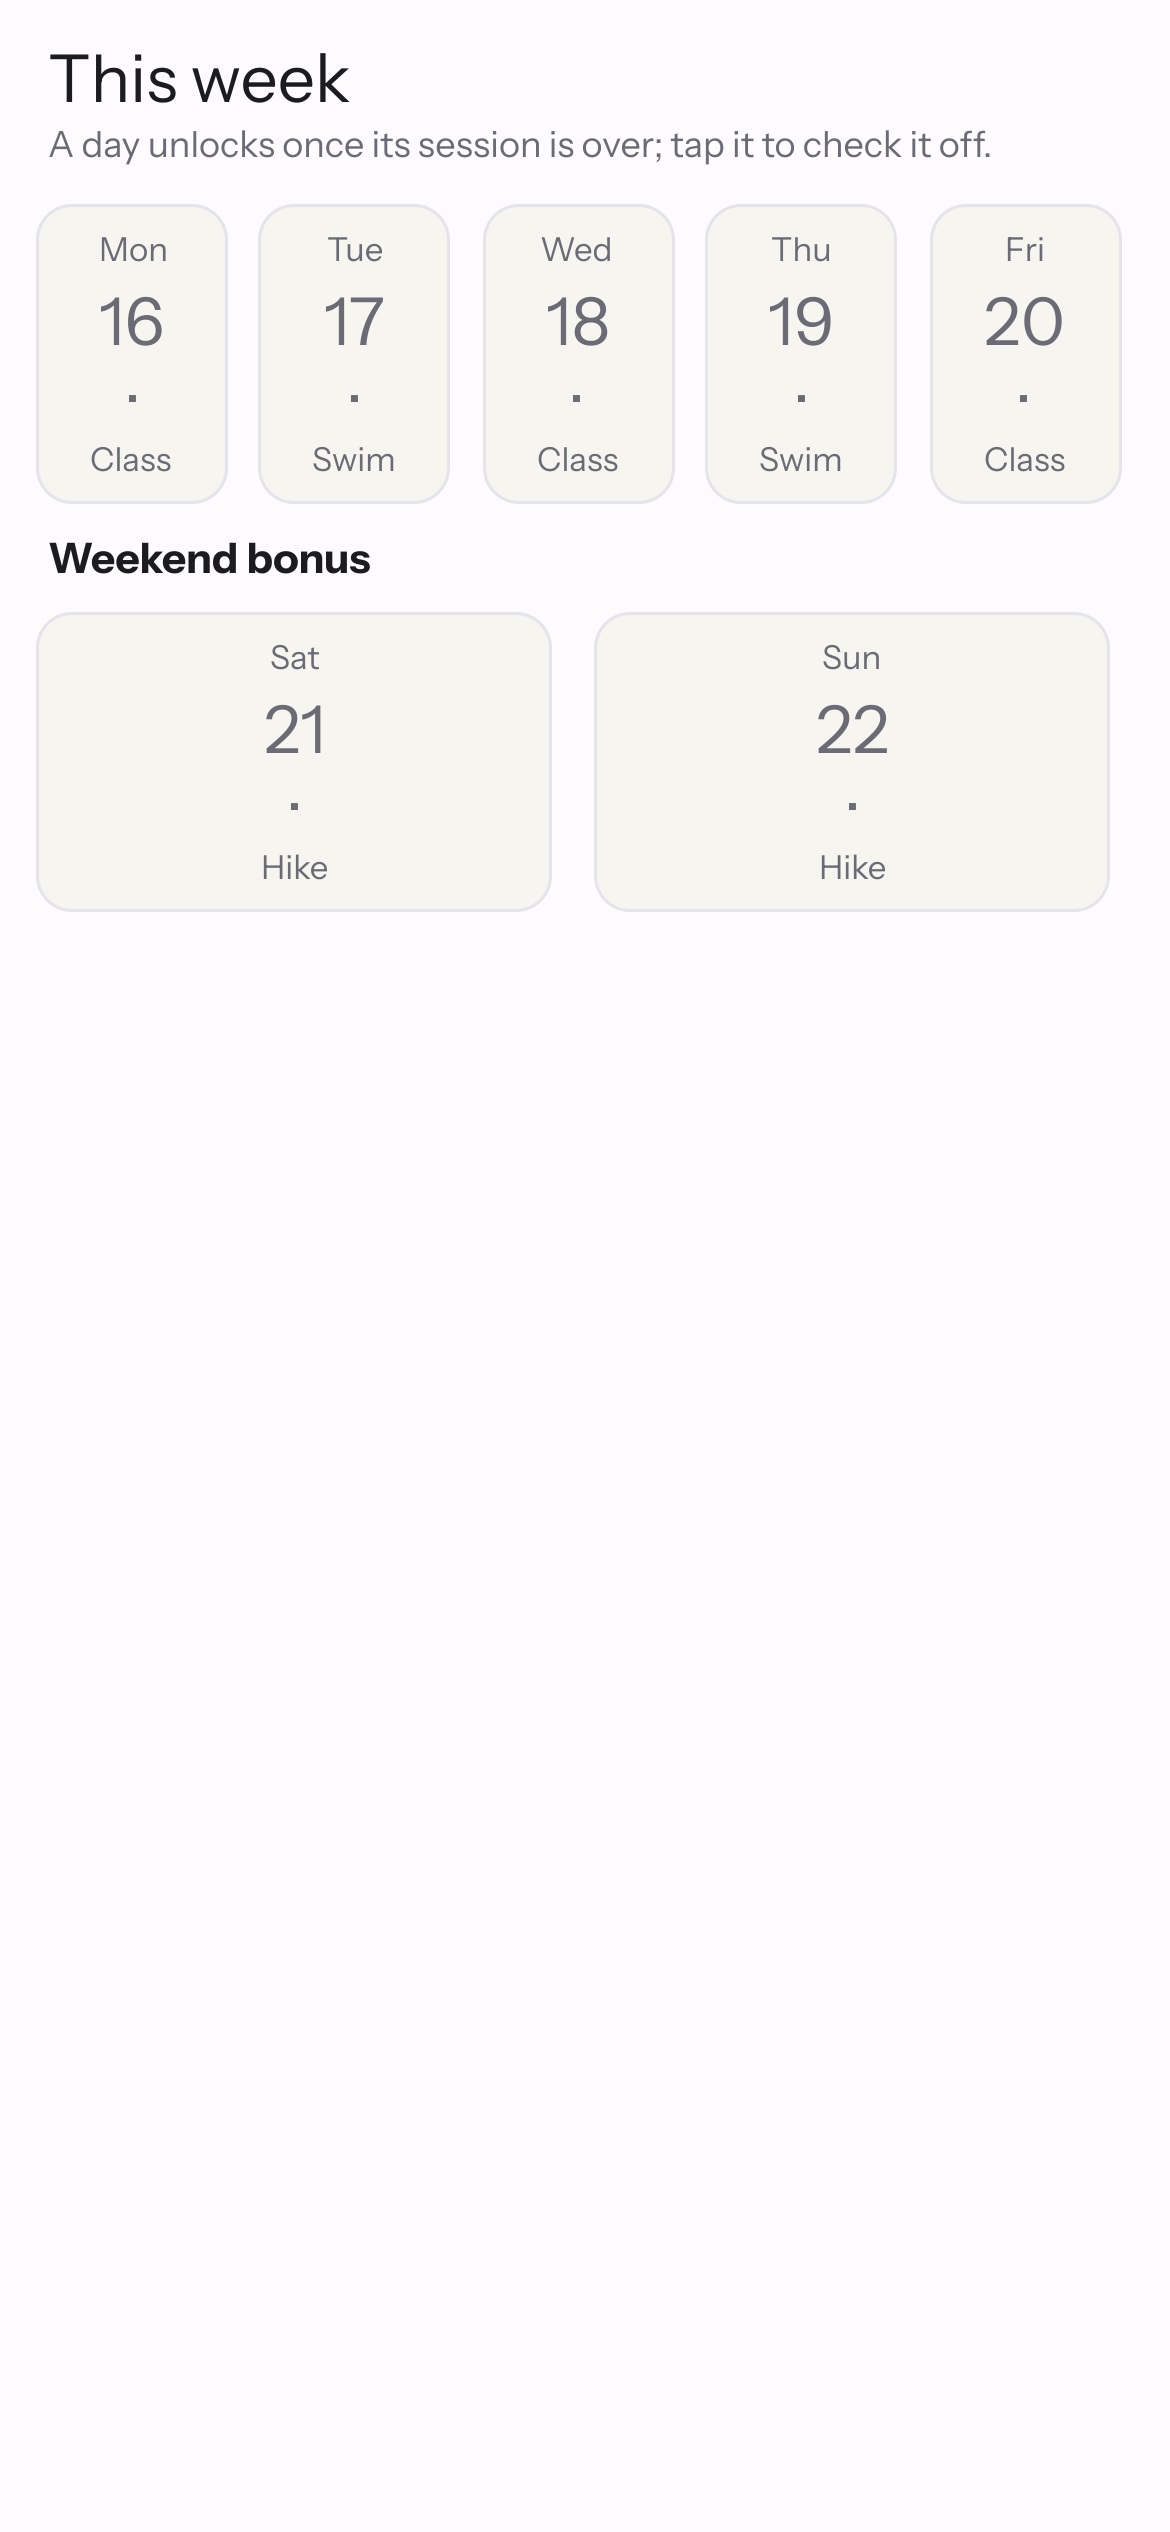 This week
A day unlocks once its session is over; tap it to check it off.
Mon
16
Class
Tue
17
Swim
Wed
18
Class
Thu
19
Swim
Fri
20
Class
Weekend bonus
Sat
21
Hike
Sun
22
Hike